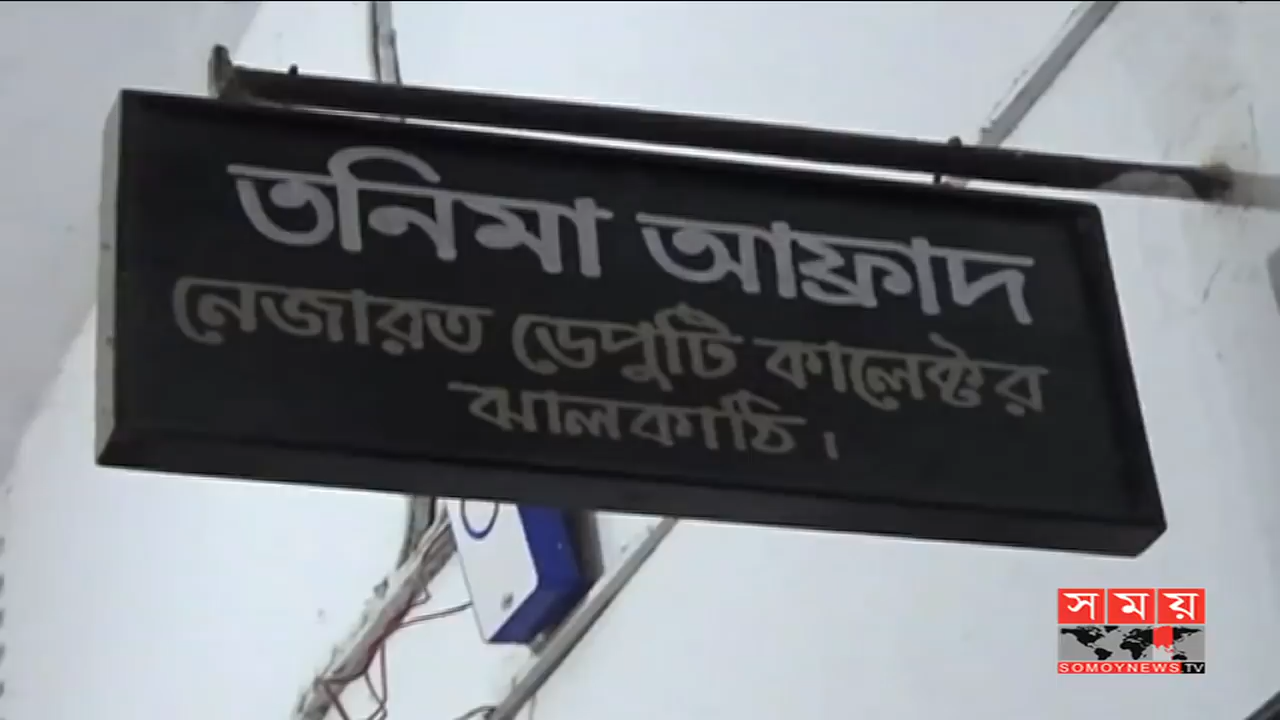 তনিমা আফ্রাদ
নেজারত ডেপুটি কালেক্টর
ঝালকাঠি।
সময়
SOMOYNEWS.TV